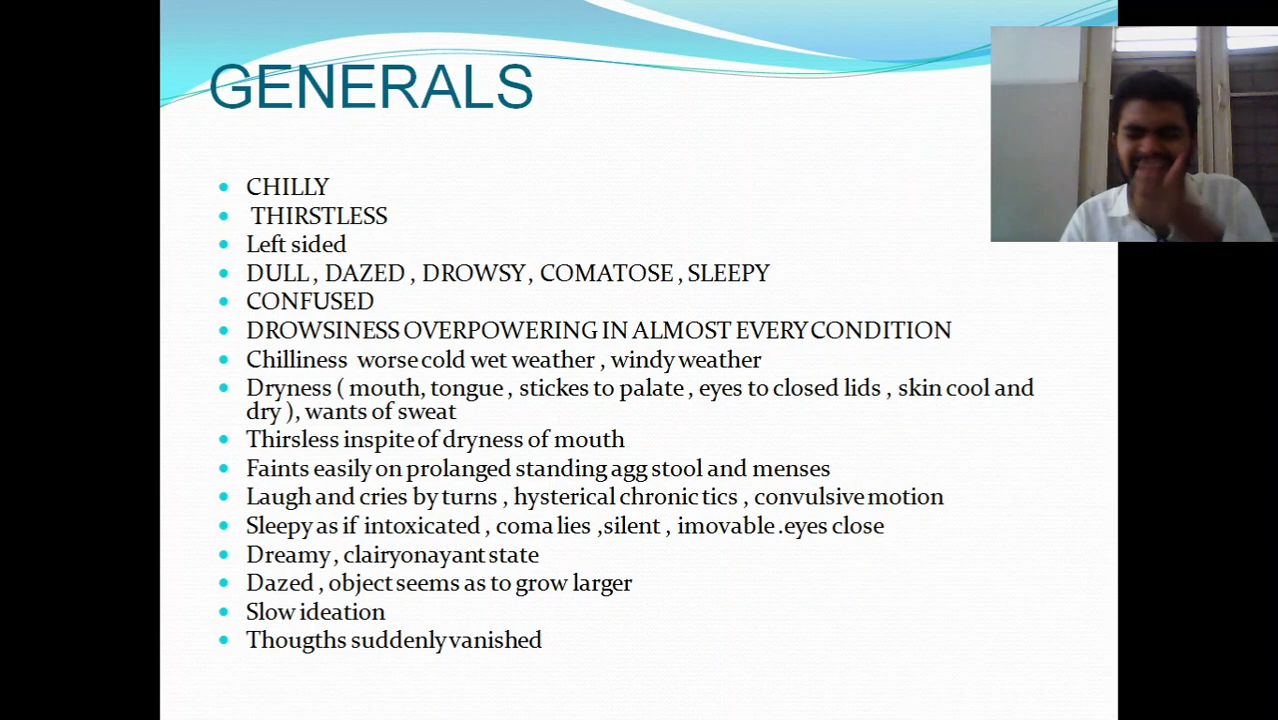 GENERALS
CHILLY
THIRSTLESS
Left sided
DULL , DAZED , DROWSY , COMATOSE , SLEEPY
CONFUSED
DROWSINESS OVERPOWERING IN ALMOST EVERY CONDITION
Chilliness worse cold wet weather , windy weather
Dryness ( mouth, tongue , stickes to palate , eyes to closed lids , skin cool and
dry ), wants of sweat
Thirsless inspite of dryness of mouth
Faints easily on prolanged standing agg stool and menses
Laugh and cries by turns , hysterical chronic tics , convulsive motion
Sleepy as if intoxicated , coma lies ,silent , imovable .eyes close
Dreamy , clairyonayant state
Dazed , object seems as to grow larger
Slow ideation
Thougths suddenly vanished